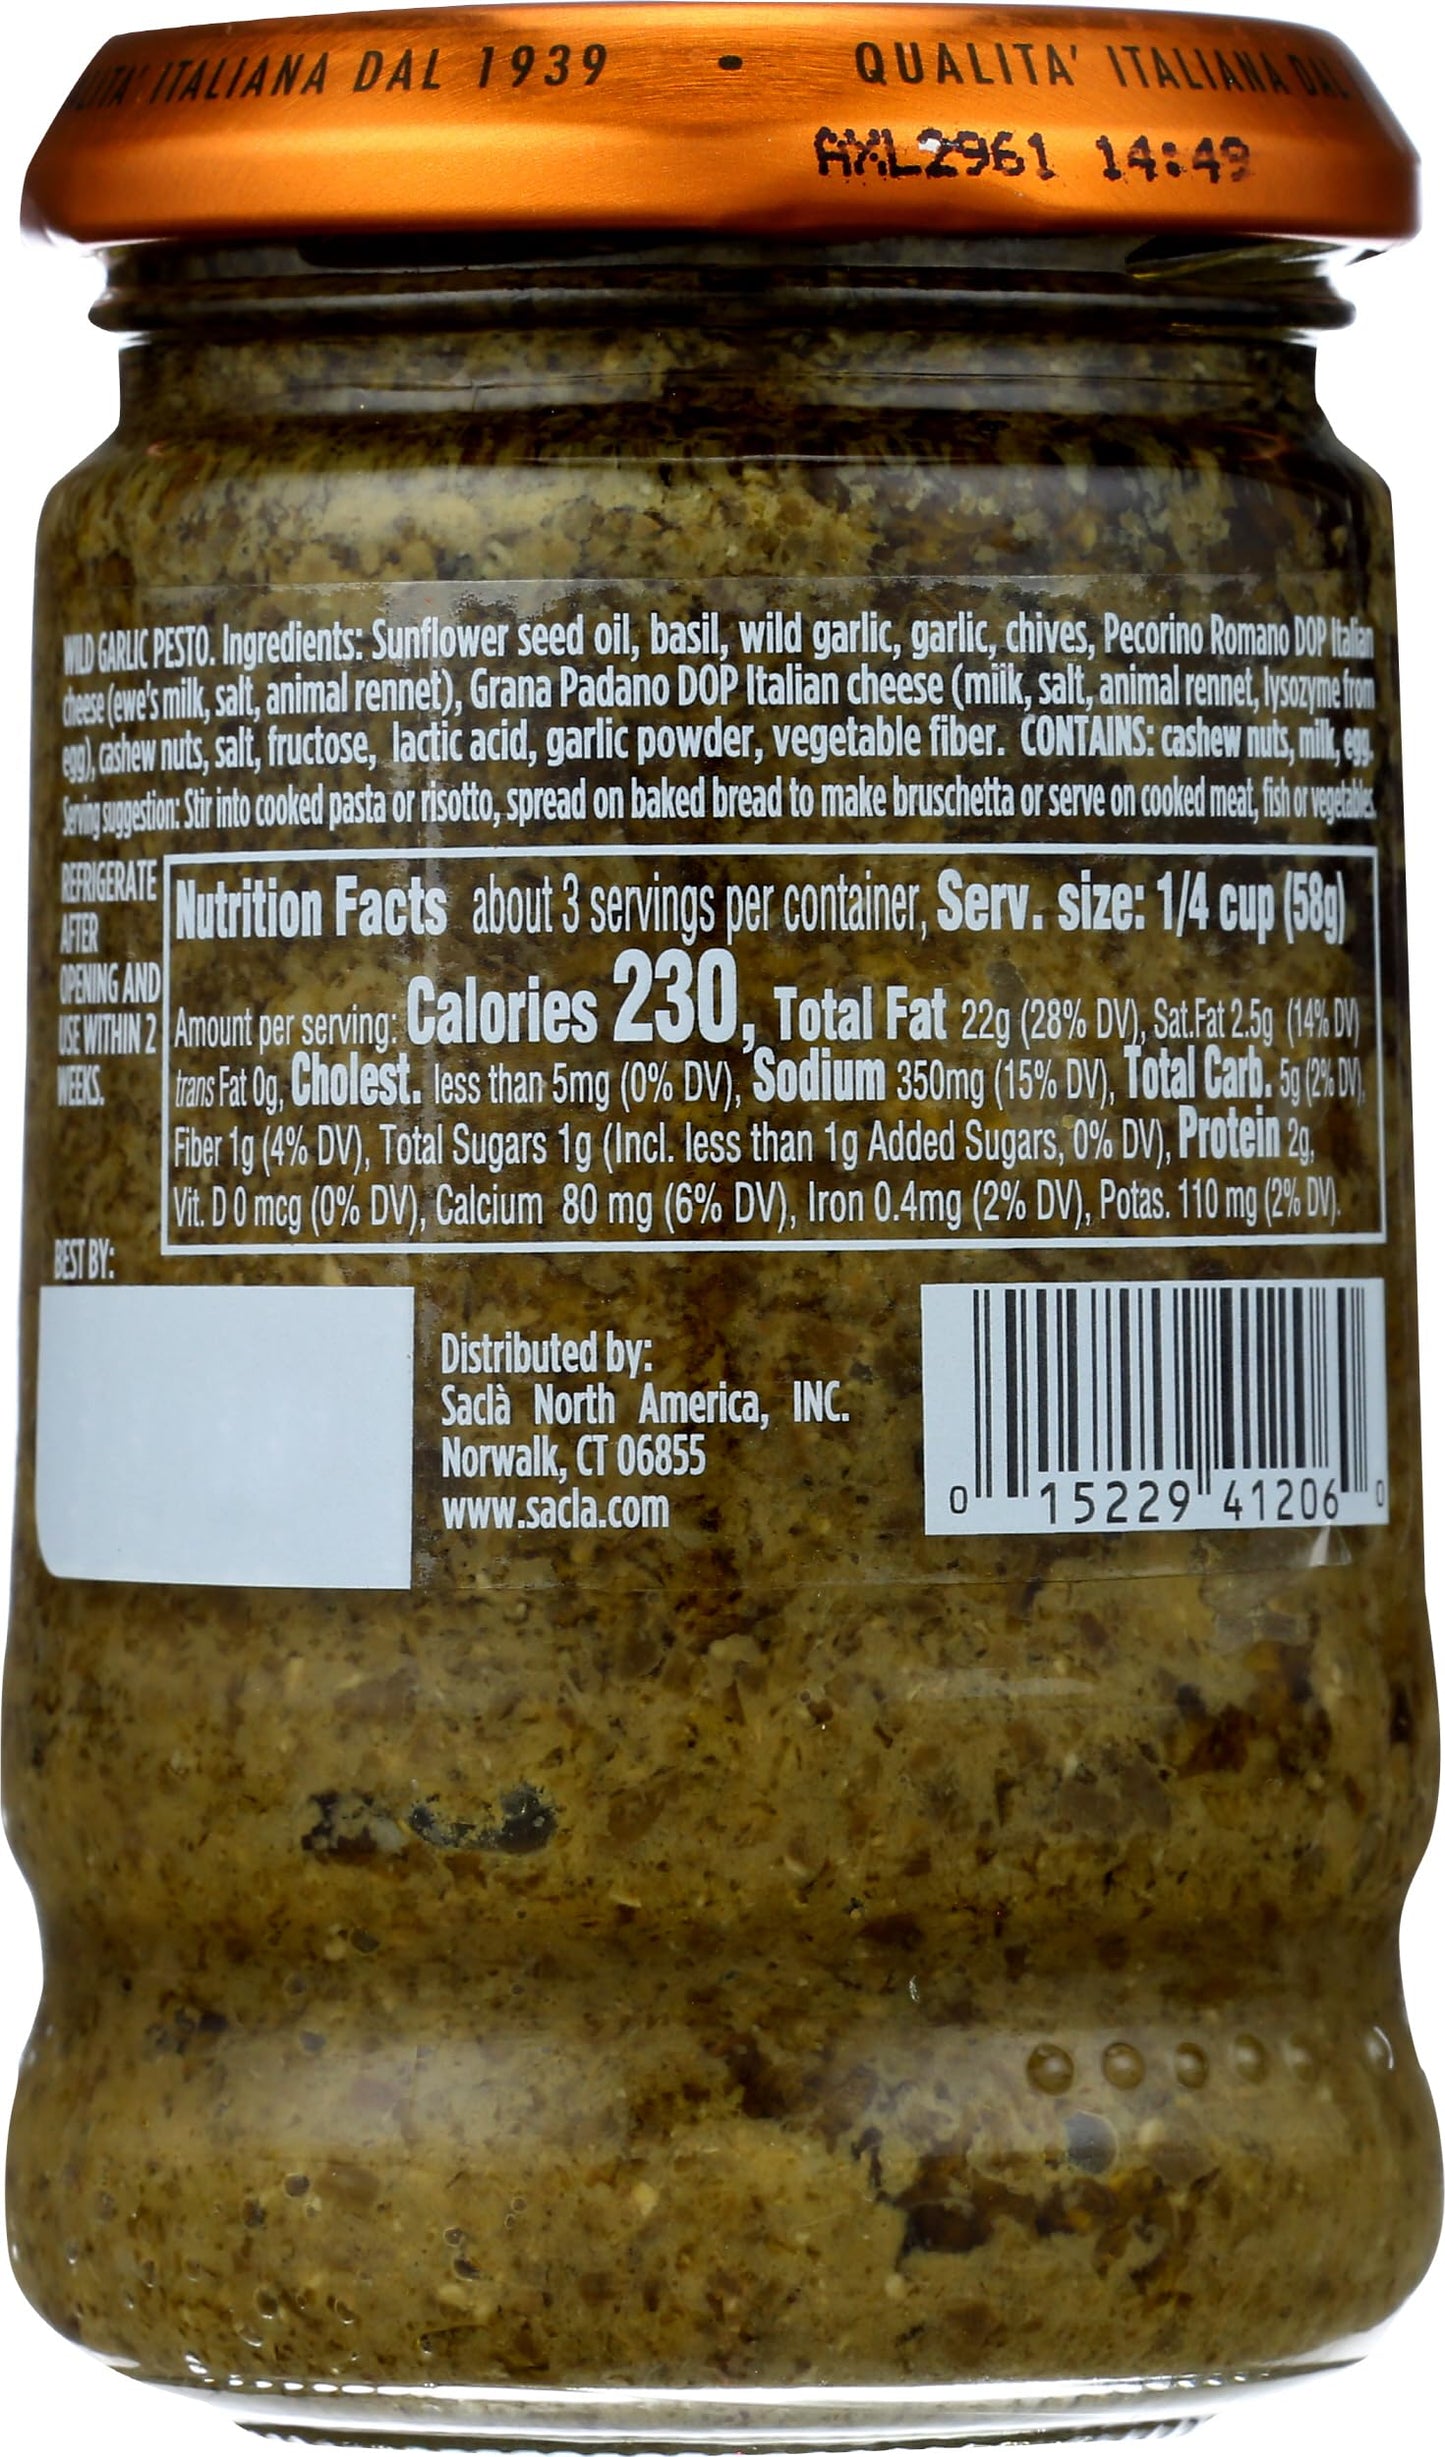 ITALIANA DAL 1939 • QUALITA' ITALIANA DAL
AXL2961 14:49
WILD GARLIC PESTO. Ingredients: Sunflower seed oil, basil, wild garlic, garlic, chives, Pecorino Romano DOP Italian
cheese (ewe's milk, salt, animal rennet), Grana Padano DOP Italian cheese (milk, salt, animal rennet, lysozyme from
egg), cashew nuts, salt, fructose, lactic acid, garlic powder, vegetable fiber. CONTAINS: cashew nuts, milk, egg.
Serving suggestion: Stir into cooked pasta or risotto, spread on baked bread to make bruschetta or serve on cooked meat, fish or vegetables.
REFRIGERATE
AFTER
OPENING AND
USE WITHIN 2
WEEKS.
Nutrition Facts about 3 servings per container, Serv. size: 1/4 cup (58g)
Amount per serving: Calories 230, Total Fat 22g (28% DV), Sat.Fat 2.5g (14% DV)
trans Fat 0g, Cholest. less than 5mg (0% DV), Sodium 350mg (15% DV), Total Carb. 5g (2% DV),
Fiber 1g (4% DV), Total Sugars 1g (Incl. less than 1g Added Sugars, 0% DV), Protein 2g,
Vit. D 0 mcg (0% DV), Calcium 80 mg (6% DV), Iron 0.4mg (2% DV), Potas. 110 mg (2% DV).
BEST BY:
Distributed by:
Saclà North America, INC.
Norwalk, CT 06855
www.sacla.com
0 15229 41206 0